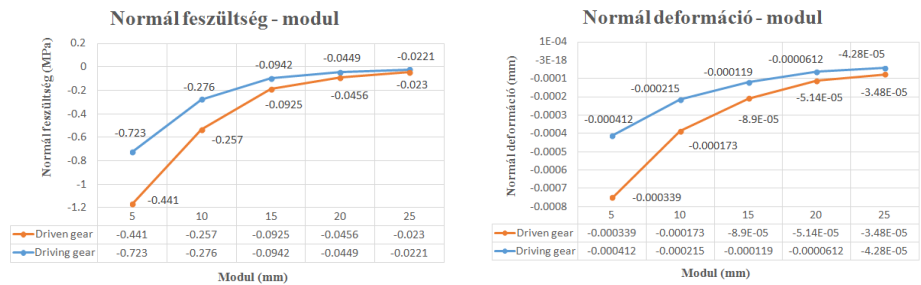 Normál feszültség - modul
Normál feszültség (MPa)
0.2
0
-0.2
-0.4
-0.6
-0.8
-1
-1.2
-0.723
-0.276
-0.0942
-0.0449
-0.0221
-0.441
-0.257
-0.0925
-0.0456
-0.023
5 10 15 20 25
Driven gear -0.441 -0.257 -0.0925 -0.0456 -0.023
Driving gear -0.723 -0.276 -0.0942 -0.0449 -0.0221
Modul (mm)
Normál deformáció - modul
Normál deformáció (mm)
1E-04
-3E-18
-0.0001
-0.0002
-0.0003
-0.0004
-0.0005
-0.0006
-0.0007
-0.0008
-0.000412
-0.000215
-0.000119
-0.0000612
-4.28E-05
-0.000339
-0.000173
-8.9E-05
-5.14E-05
-3.48E-05
5 10 15 20 25
Driven gear -0.000339 -0.000173 -8.9E-05 -5.14E-05 -3.48E-05
Driving gear -0.000412 -0.000215 -0.000119 -0.0000612 -4.28E-05
Modul (mm)